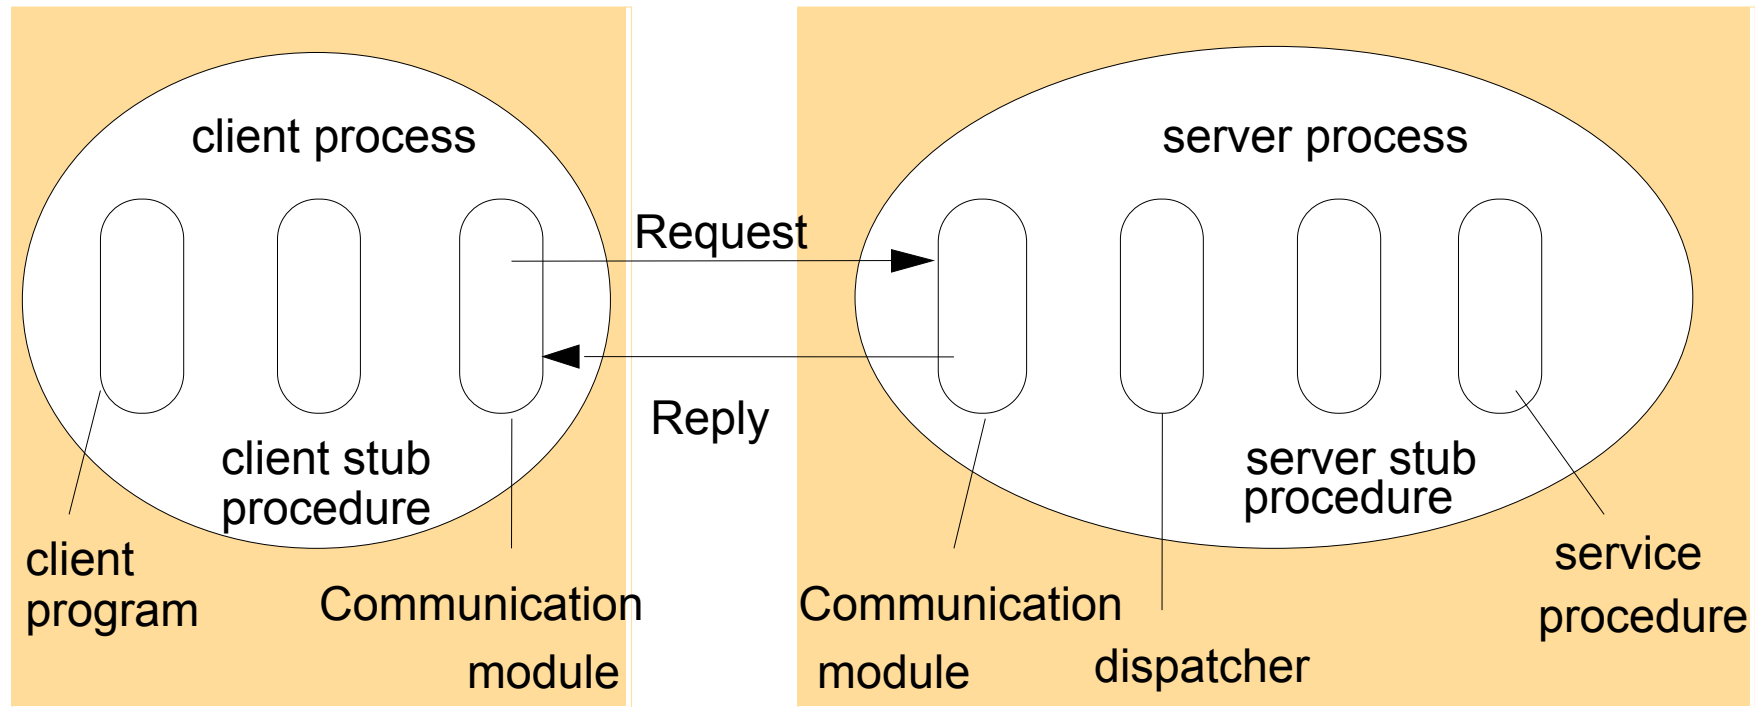 client process
server process
Request
Reply
client stub
procedure
server stub
procedure
client
program
Communication
module
Communication
module
dispatcher
service
procedure